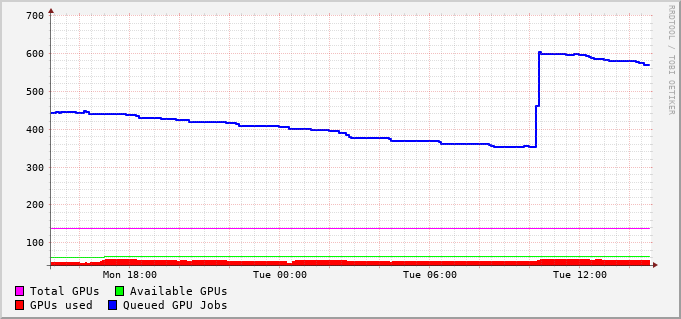 700
600
500
400
300
200
100
Mon 18:00 Tue 00:00 Tue 06:00 Tue 12:00
Total GPUs Available GPUs
GPUs used Queued GPU Jobs
RRDTOOL / TOBI OETIKER